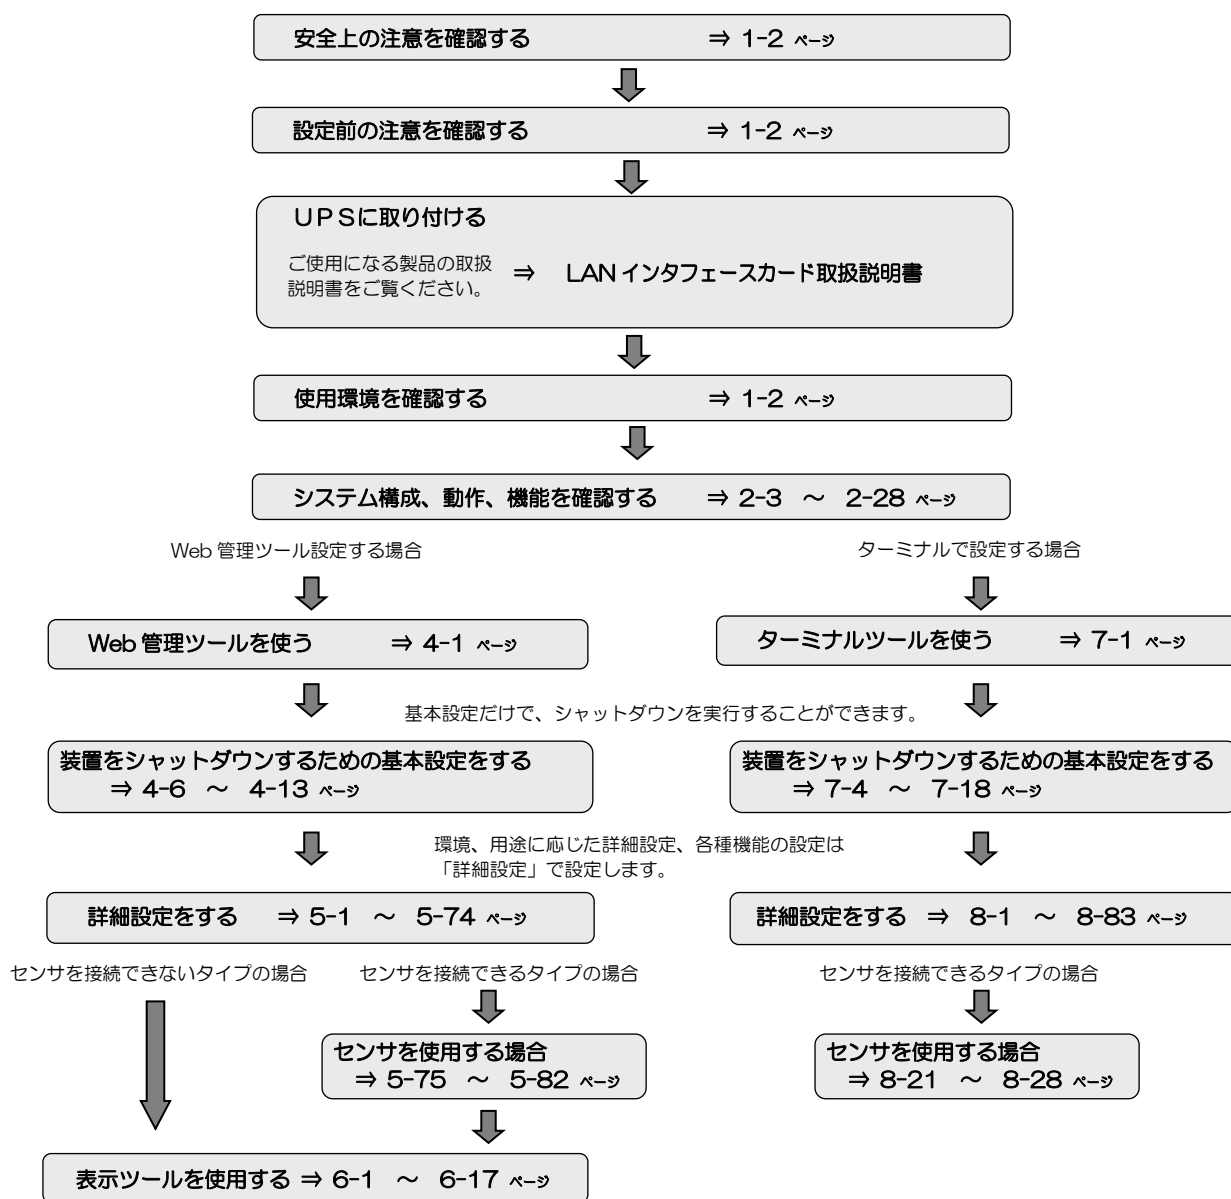 安全上の注意を確認する ⇒ 1-2 ページ
設定前の注意を確認する ⇒ 1-2 ページ
ＵＰＳに取り付ける
ご使用になる製品の取扱
説明書をご覧ください。
⇒ LAN インタフェースカード取扱説明書
使用環境を確認する ⇒ 1-2 ページ
システム構成、動作、機能を確認する ⇒ 2-3 ～ 2-28 ページ
Web 管理ツール設定する場合
ターミナルで設定する場合
Web 管理ツールを使う ⇒ 4-1 ページ
ターミナルツールを使う ⇒ 7-1 ページ
基本設定だけで、シャットダウンを実行することができます。
装置をシャットダウンするための基本設定をする
⇒ 4-6 ～ 4-13 ページ
装置をシャットダウンするための基本設定をする
⇒ 7-4 ～ 7-18 ページ
環境、用途に応じた詳細設定、各種機能の設定は
「詳細設定」で設定します。
詳細設定をする ⇒ 5-1 ～ 5-74 ページ
詳細設定をする ⇒ 8-1 ～ 8-83 ページ
センサを接続できないタイプの場合
センサを接続できるタイプの場合
センサを接続できるタイプの場合
センサを使用する場合
⇒ 5-75 ～ 5-82 ページ
センサを使用する場合
⇒ 8-21 ～ 8-28 ページ
表示ツールを使用する ⇒ 6-1 ～ 6-17 ページ